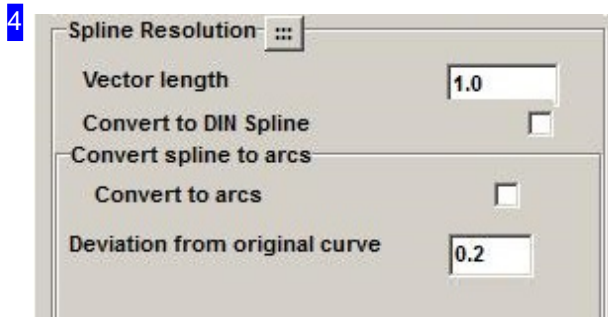 4
Spline Resolution :::
Vector length 1.0
Convert to DIN Spline
Convert spline to arcs
Convert to arcs
Deviation from original curve 0.2